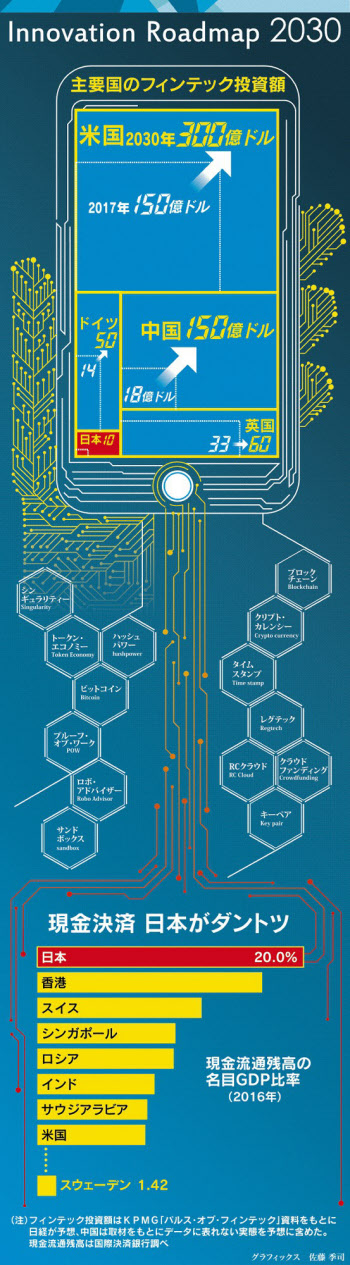 Innovation Roadmap 2030
主要国のフィンテック投資額
米国2030年300億ドル
2017年150億ドル
ドイツ
50
14
中国150億ドル
18億ドル
日本10
英国
33→60
シン
ギュラリティー
Singularity
トークン・
エコノミー
Token Economy
ハッシュ
パワー
hashpower
ビットコイン
Bitcoin
プルーフ・
オブ・ワーク
POW
ロボ・
アドバイザー
Robo Advisor
サンド
ボックス
sandbox
ブロック
チェーン
Blockchain
クリプト・
カレンシー
Crypto currency
タイム
スタンプ
Time stamp
レグテック
Regtech
RCクラウド
RC Cloud
クラウド
ファンディング
Crowdfunding
キーペア
Key pair
現金決済 日本がダントツ
日本 20.0%
香港
スイス
シンガポール
ロシア
インド
サウジアラビア
米国
スウェーデン 1.42
現金流通残高の
名目GDP比率
(2016年)
(注)フィンテック投資額はKPMG「パルス・オブ・フィンテック」資料をもとに
日経が予想、中国は取材をもとにデータに表れない実態を予想に含めた。
現金流通残高は国際決済銀行調べ
グラフィックス 佐藤 季司